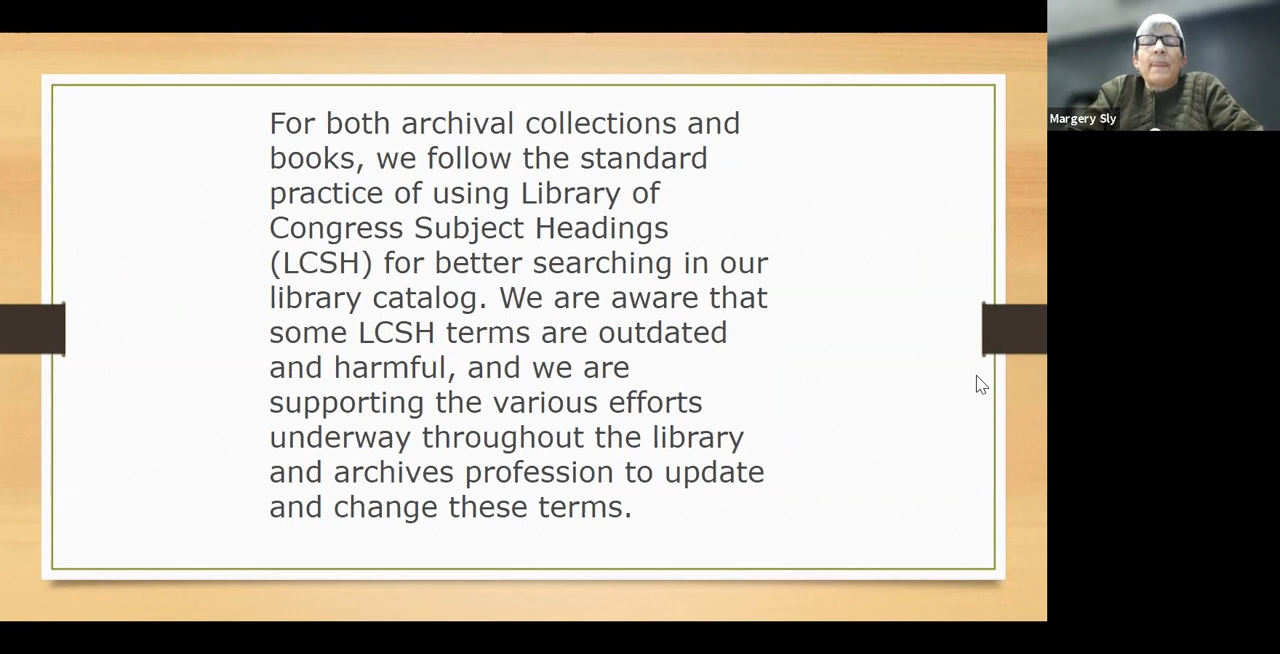 For both archival collections and
books, we follow the standard
practice of using Library of
Congress Subject Headings
(LCSH) for better searching in our
library catalog. We are aware that
some LCSH terms are outdated
and harmful, and we are
supporting the various efforts
underway throughout the library
and archives profession to update
and change these terms.
Margery Sly